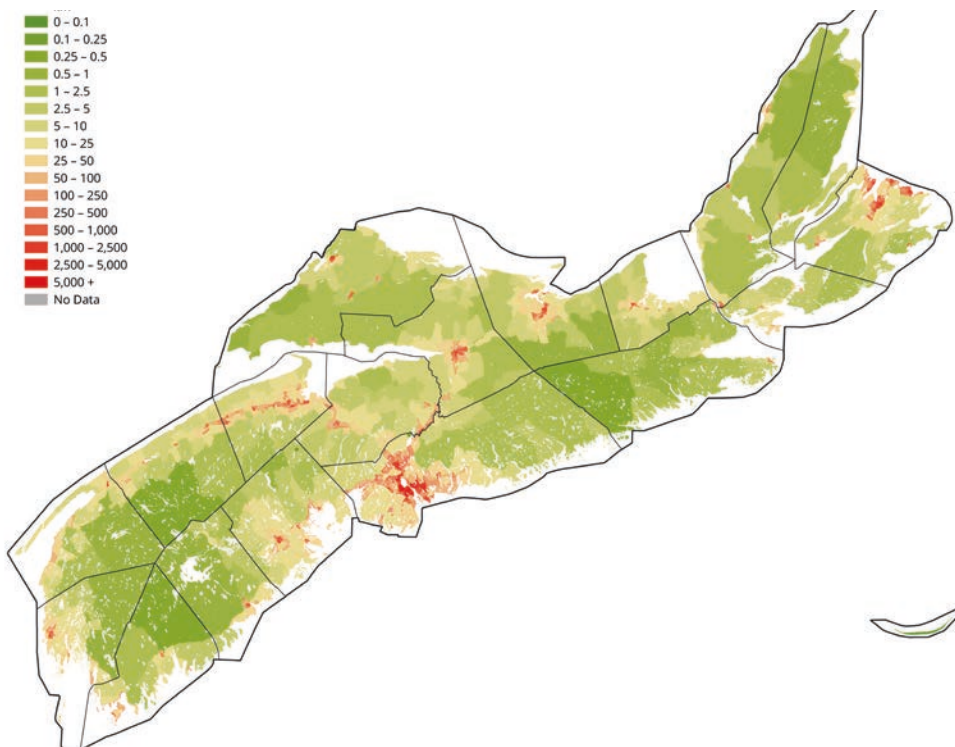 0 – 0.1
0.1 – 0.25
0.25 – 0.5
0.5 – 1
1 – 2.5
2.5 – 5
5 – 10
10 – 25
25 – 50
50 – 100
100 – 250
250 – 500
500 – 1,000
1,000 – 2,500
2,500 – 5,000
5,000 +
No Data